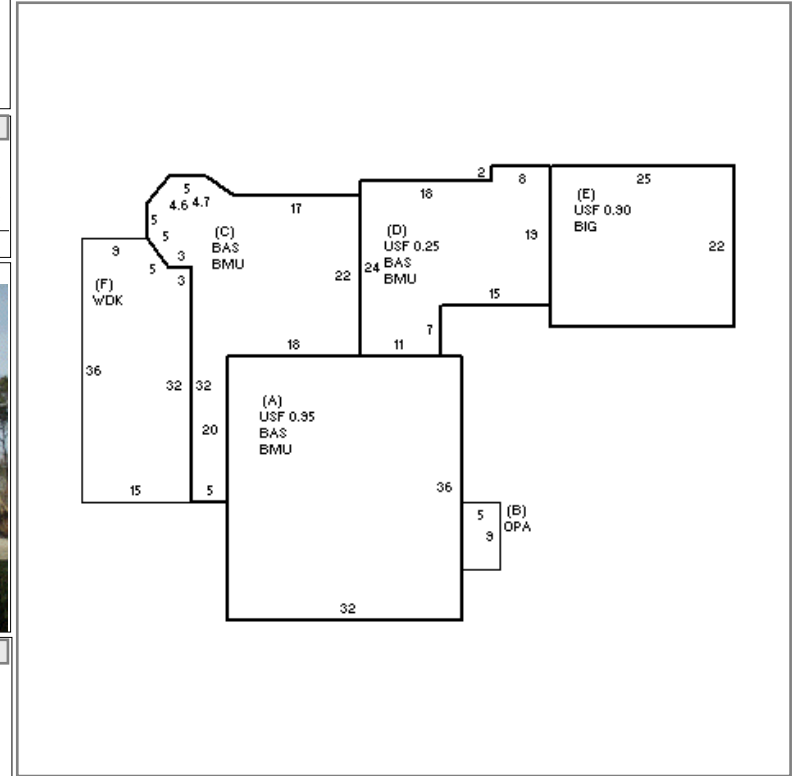 2
8
25
18
(E)
USF 0.90
BIG
5
4.6 4.7
17
5
(C)
BAS
BMU
(D)
USF 0.25
BAS
BMU
19
22
5
9
3
5
3
22
24
(F)
WDK
15
7
18
11
36
32
32
(A)
USF 0.95
BAS
BMU
20
15
5
36
5
(B)
OPA
9
32